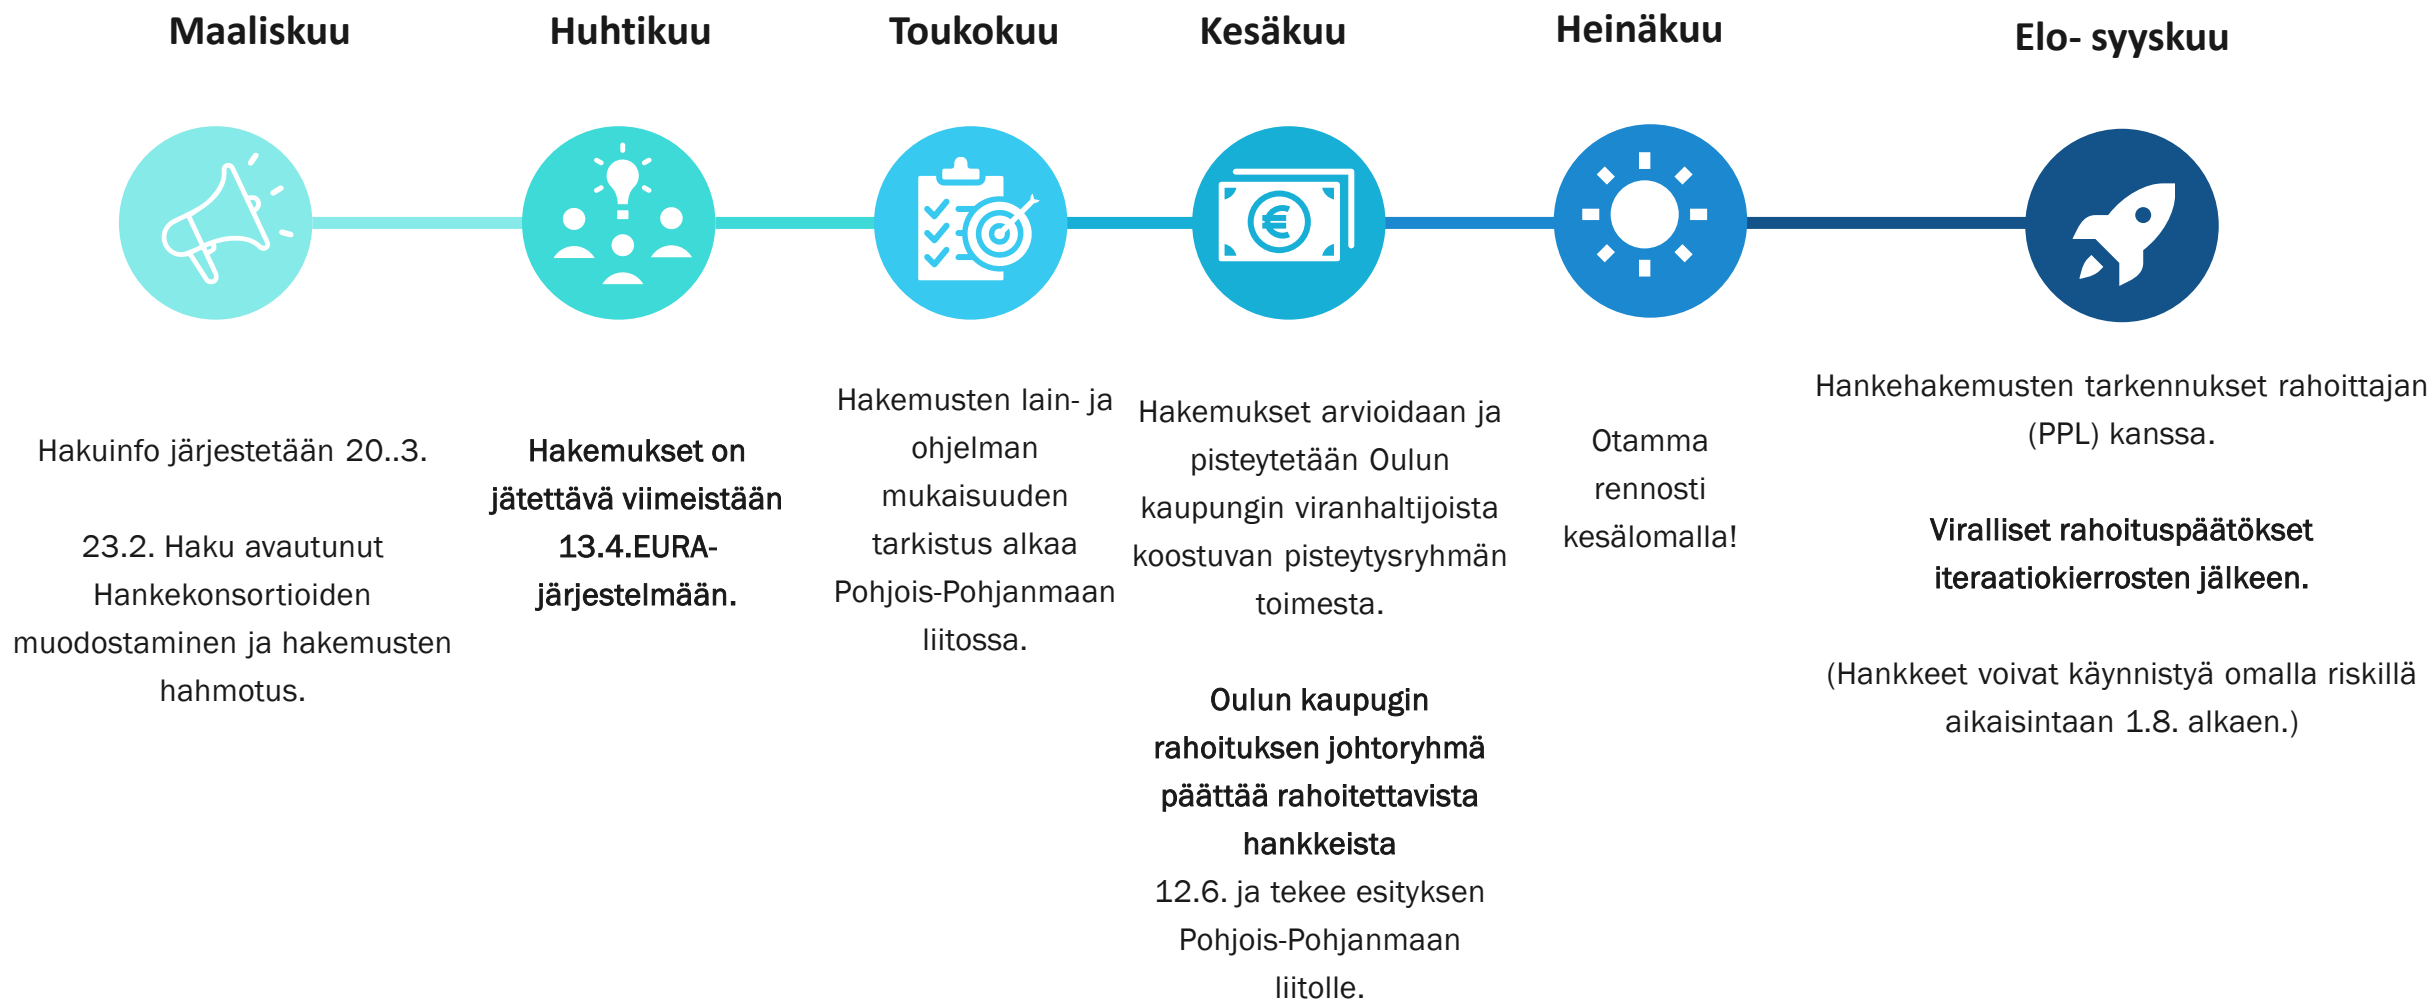 Maaliskuu
Hakuinfo järjestetään 20..3.
23.2. Haku avautunut
Hankekonsortioiden
muodostaminen ja hakemusten
hahmotus.
Huhtikuu
Hakemukset on
jätettävä viimeistään
13.4.EURA-
järjestelmään.
Toukokuu
Hakemusten lain- ja
ohjelman
mukaisuuden
tarkistus alkaa
Pohjois-Pohjanmaan
liitossa.
Kesäkuu
Hakemukset arvioidaan ja
pisteytetään Oulun
kaupungin viranhaltijoista
koostuvan pisteytysryhmän
toimesta.
Oulun kaupugin
rahoituksen johtoryhmä
päättää rahoitettavista
hankkeista
12.6. ja tekee esityksen
Pohjois-Pohjanmaan
liitolle.
Heinäkuu
Otamma
rennosti
kesälomalla!
Elo- syyskuu
Hankehakemusten tarkennukset rahoittajan
(PPL) kanssa.
Viralliset rahoituspäätökset
iteraatiokierrosten jälkeen.
(Hankkeet voivat käynnistyä omalla riskillä
aikaisintaan 1.8. alkaen.)